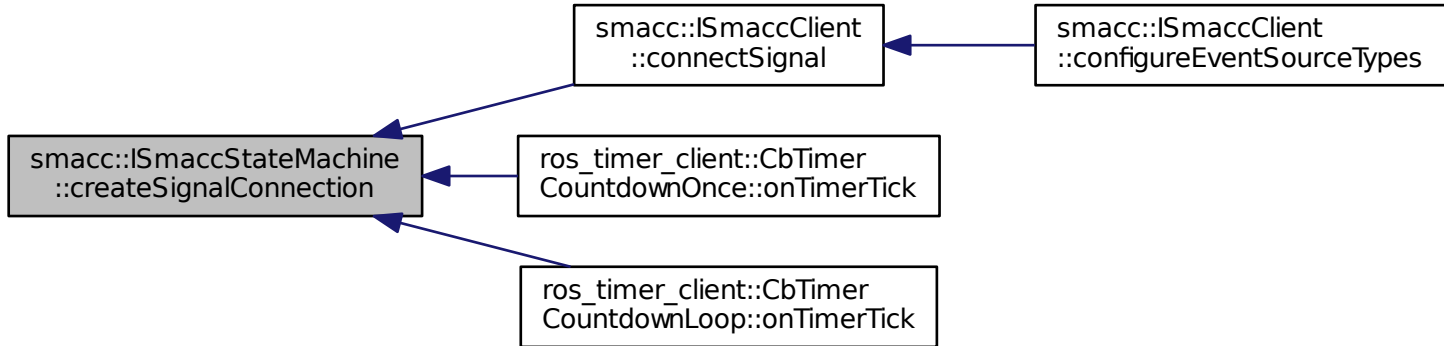 smacc::ISmaccClient
::connectSignal
smacc::ISmaccClient
::configureEventSourceTypes
smacc::ISmaccStateMachine
::createSignalConnection
ros_timer_client::CbTimer
CountdownOnce::onTimerTick
ros_timer_client::CbTimer
CountdownLoop::onTimerTick